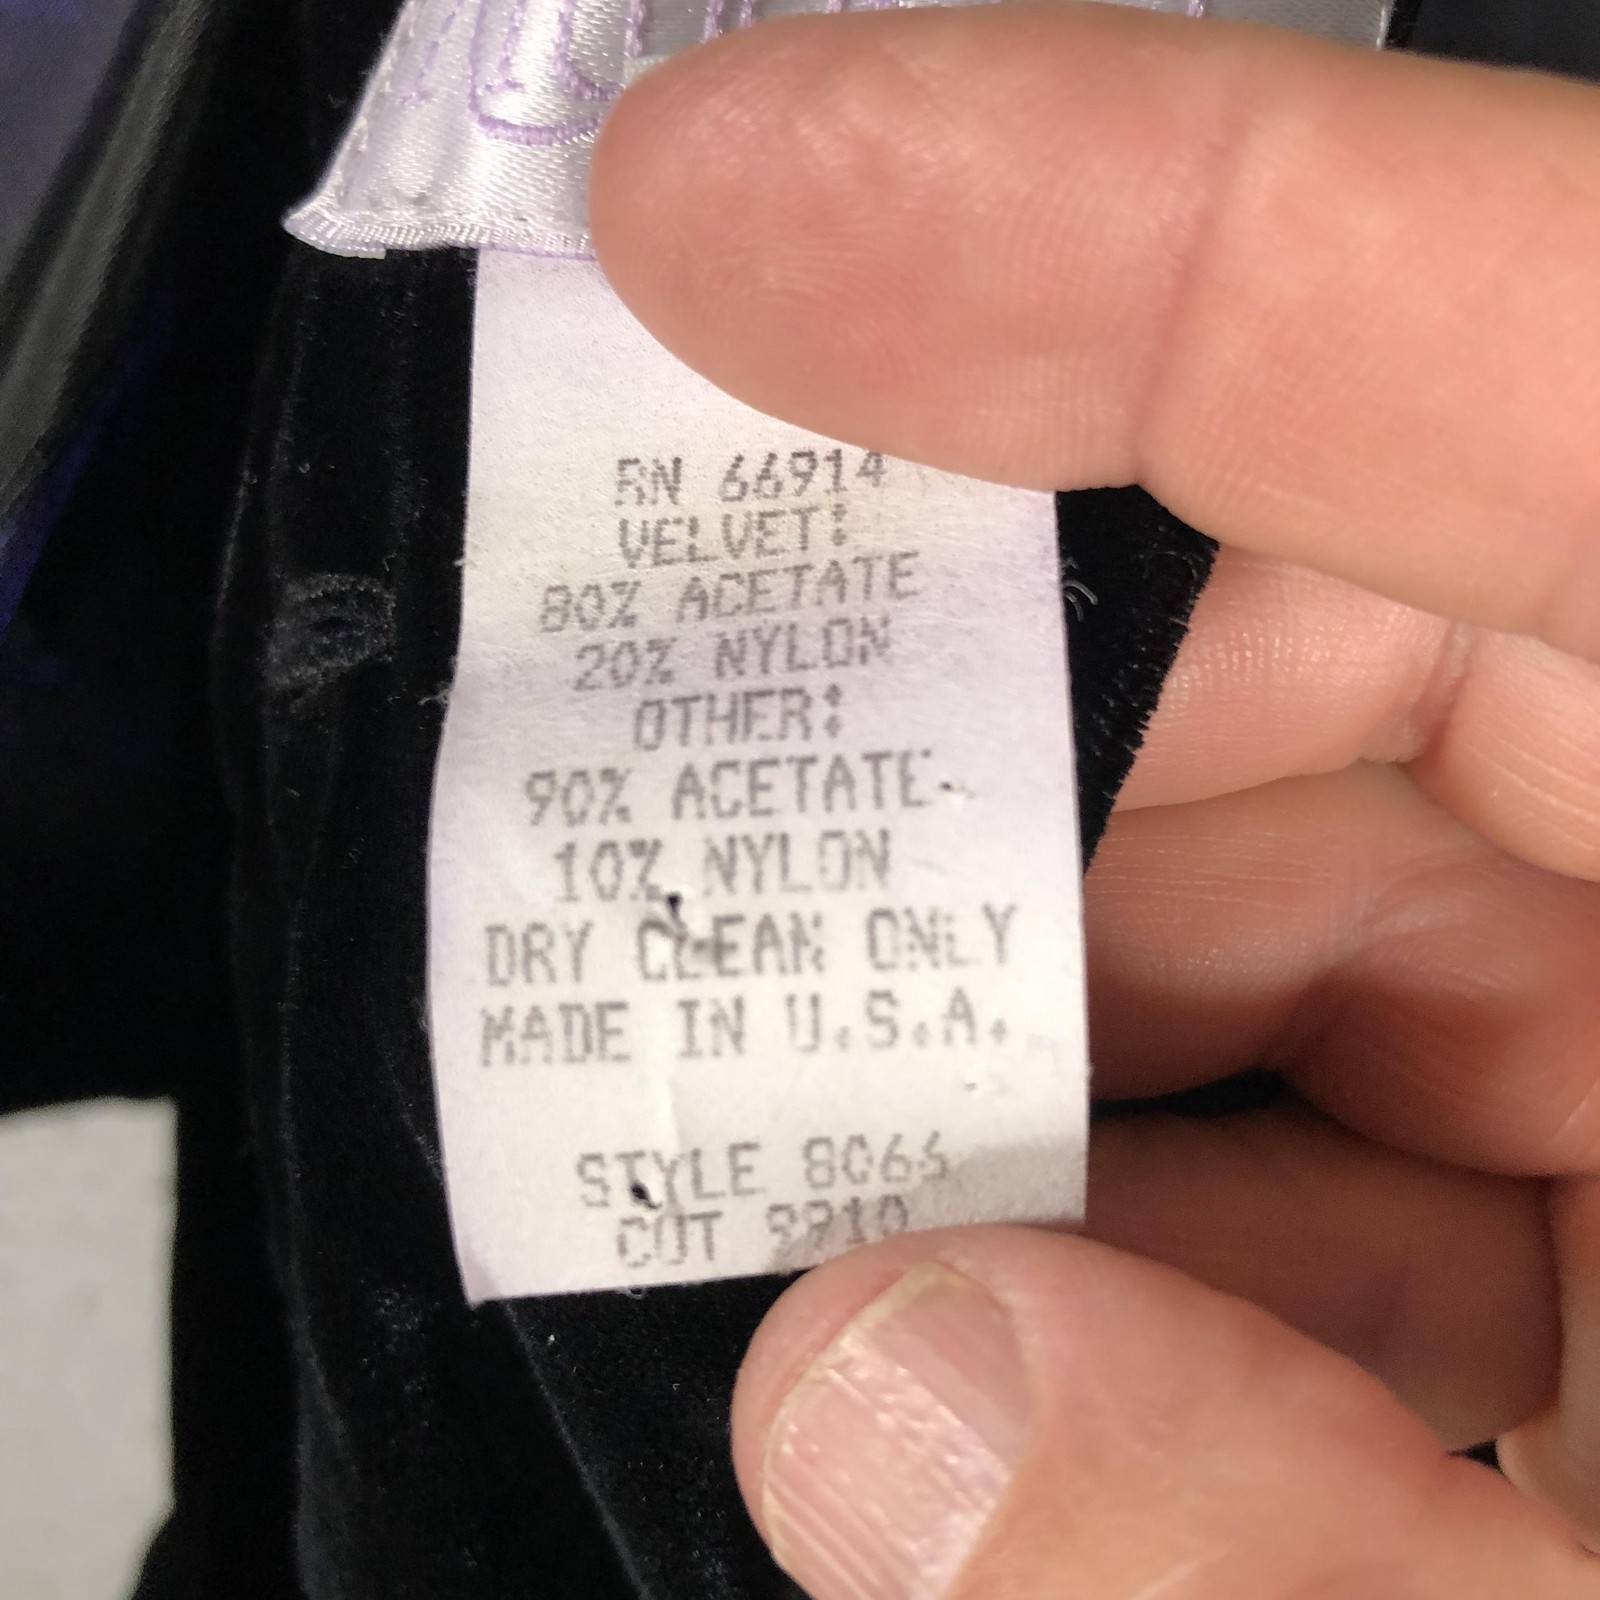 RN 66914
VELVET:
80% ACETATE
20% NYLON
OTHER:
90% ACETATE
10% NYLON
DRY CLEAN ONLY
MADE IN U.S.A.
STYLE 8066
CUT